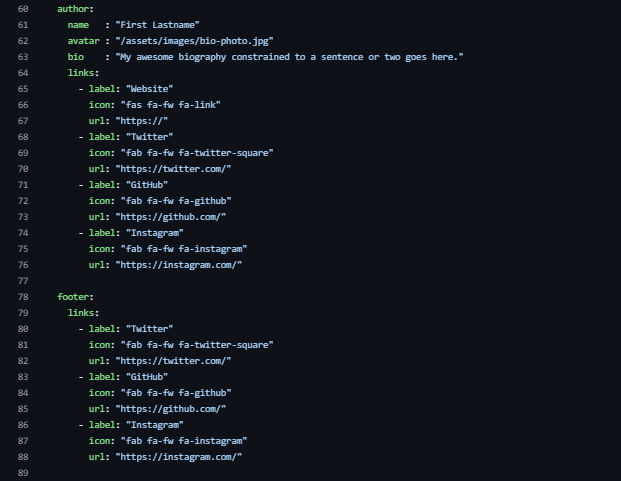 60 author:
61   name   : "First Lastname"
62   avatar : "/assets/images/bio-photo.jpg"
63   bio    : "My awesome biography constrained to a sentence or two goes here."
64   links:
65     - label: "Website"
66       icon: "fas fa-fw fa-link"
67       url: "https://"
68     - label: "Twitter"
69       icon: "fab fa-fw fa-twitter-square"
70       url: "https://twitter.com/"
71     - label: "GitHub"
72       icon: "fab fa-fw fa-github"
73       url: "https://github.com/"
74     - label: "Instagram"
75       icon: "fab fa-fw fa-instagram"
76       url: "https://instagram.com/"
77
78 footer:
79   links:
80     - label: "Twitter"
81       icon: "fab fa-fw fa-twitter-square"
82       url: "https://twitter.com/"
83     - label: "GitHub"
84       icon: "fab fa-fw fa-github"
85       url: "https://github.com/"
86     - label: "Instagram"
87       icon: "fab fa-fw fa-instagram"
88       url: "https://instagram.com/"
89